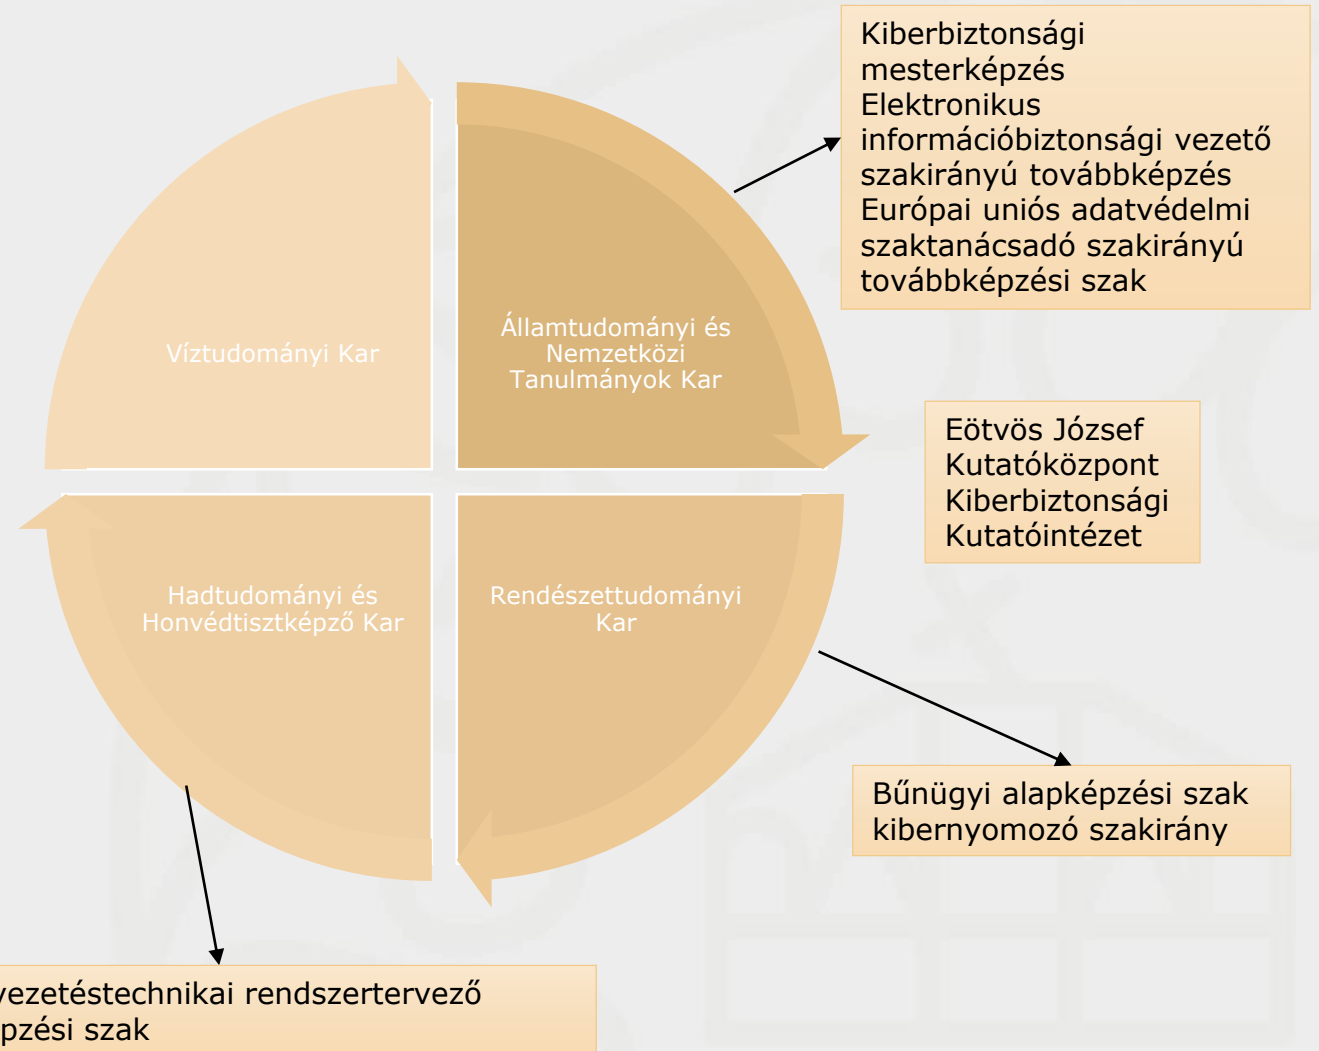 Kiberbiztonsági
mesterképzés
Elektronikus
információbiztonsági vezető
szakirányú továbbképzés
Európai uniós adatvédelmi
szaktanácsadó szakirányú
továbbképzési szak
Államtudományi és
Nemzetközi
Tanulmányok Kar
Víztudományi Kar
Eötvös József
Kutatóközpont
Kiberbiztonsági
Kutatóintézet
Hadtudományi és
Honvédtisztképző Kar
Rendészettudományi
Kar
Bűnügyi alapképzési szak
kibernyomozó szakirány
vezetéstechnikai rendszertervező
pzési szak